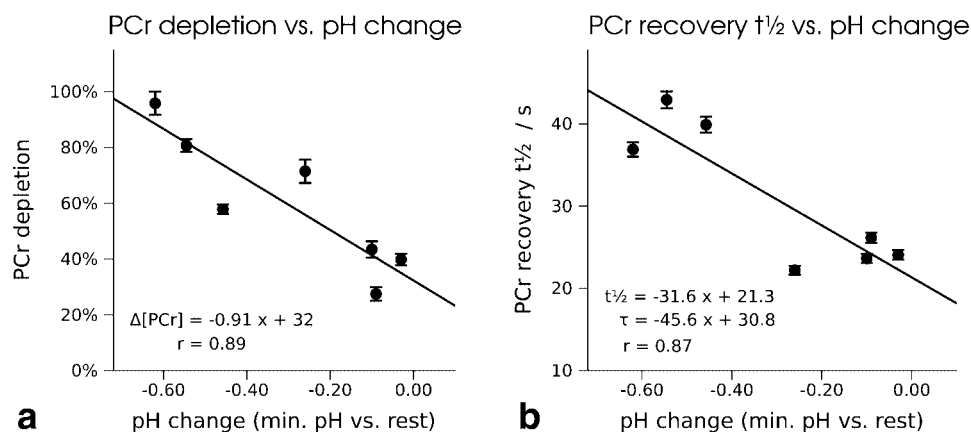 PCr depletion vs. pH change
100%
80%
60%
40%
20%
0%
PCr depletion
Δ[PCr] = -0.91 x + 32
r = 0.89
-0.60
-0.40
-0.20
0.00
pH change (min. pH vs. rest)
a
PCr recovery t½ vs. pH change
40
30
20
10
PCr recovery t½ / s
t½ = -31.6 x + 21.3
τ = -45.6 x + 30.8
r = 0.87
-0.60
-0.40
-0.20
0.00
pH change (min. pH vs. rest)
b